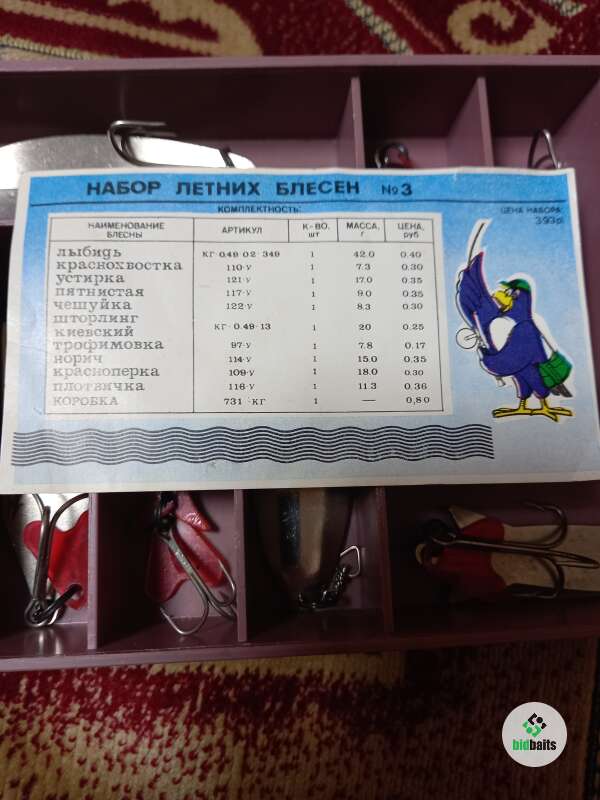 НАБОР ЛЕТНИХ БЛЕСЕН №3
КОМПЛЕКТНОСТЬ:
ЦЕНА НАБОРА:
3.93р.
НАИМЕНОВАНИЕ БЛЕСНЫ АРТИКУЛ К-ВО, шт МАССА, г ЦЕНА, руб
ЛЫБИДЬ КГ 0.49 02 349 1 42.0 0.40
КРАСНОХВОСТКА 110-У 1 7.3 0.30
УСТИРКА 121-У 1 17.0 0.35
ПЯТНИСТАЯ 117-У 1 9.0 0.35
ЧЕШУЙКА 122-У 1 8.3 0.30
ШТОРЛИНГ
КИЕВСКИЙ КГ-0.49-13 1 20 0.25
ТРОФИМОВКА 97-У 1 7.8 0.17
НОРИЧ 114-У 1 15.0 0.35
КРАСНОПЕРКА 109-У 1 18.0 0.30
ПЛОТВИЧКА 116-У 1 11.3 0.36
КОРОБКА 731-КГ 1 — 0,80
bidbaits